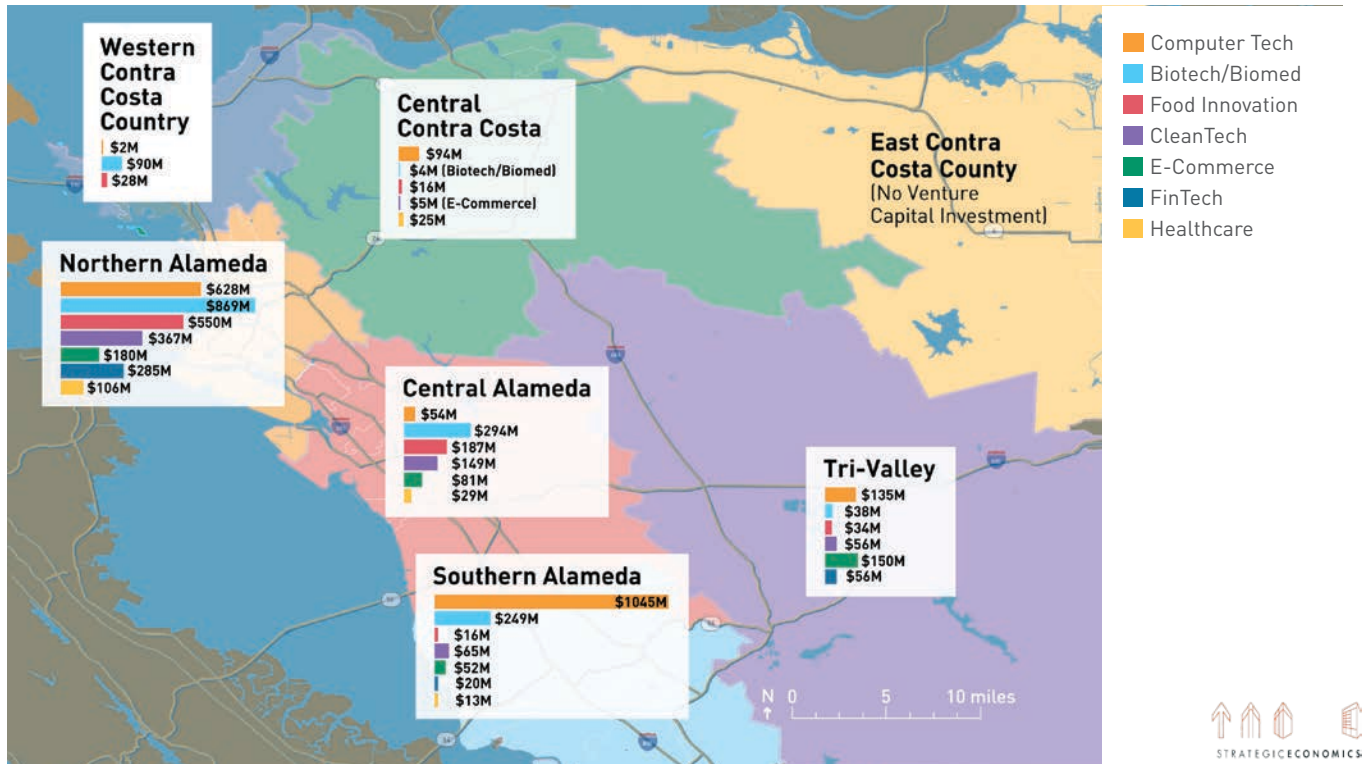 Western
Contra
Costa
Country
$2M
$90M
$28M
Central
Contra Costa
$94M
$4M (Biotech/Biomed)
$16M
$5M (E-Commerce)
$25M
East Contra
Costa County
(No Venture
Capital Investment)
Northern Alameda
$628M
$869M
$550M
$367M
$180M
$285M
$106M
Central Alameda
$54M
$294M
$187M
$149M
$81M
$29M
Tri-Valley
$135M
$38M
$34M
$56M
$150M
$56M
Southern Alameda
$1045M
$249M
$16M
$65M
$52M
$20M
$13M
N 0 5 10 miles
Computer Tech
Biotech/Biomed
Food Innovation
CleanTech
E-Commerce
FinTech
Healthcare
STRATEGICECONOMICS